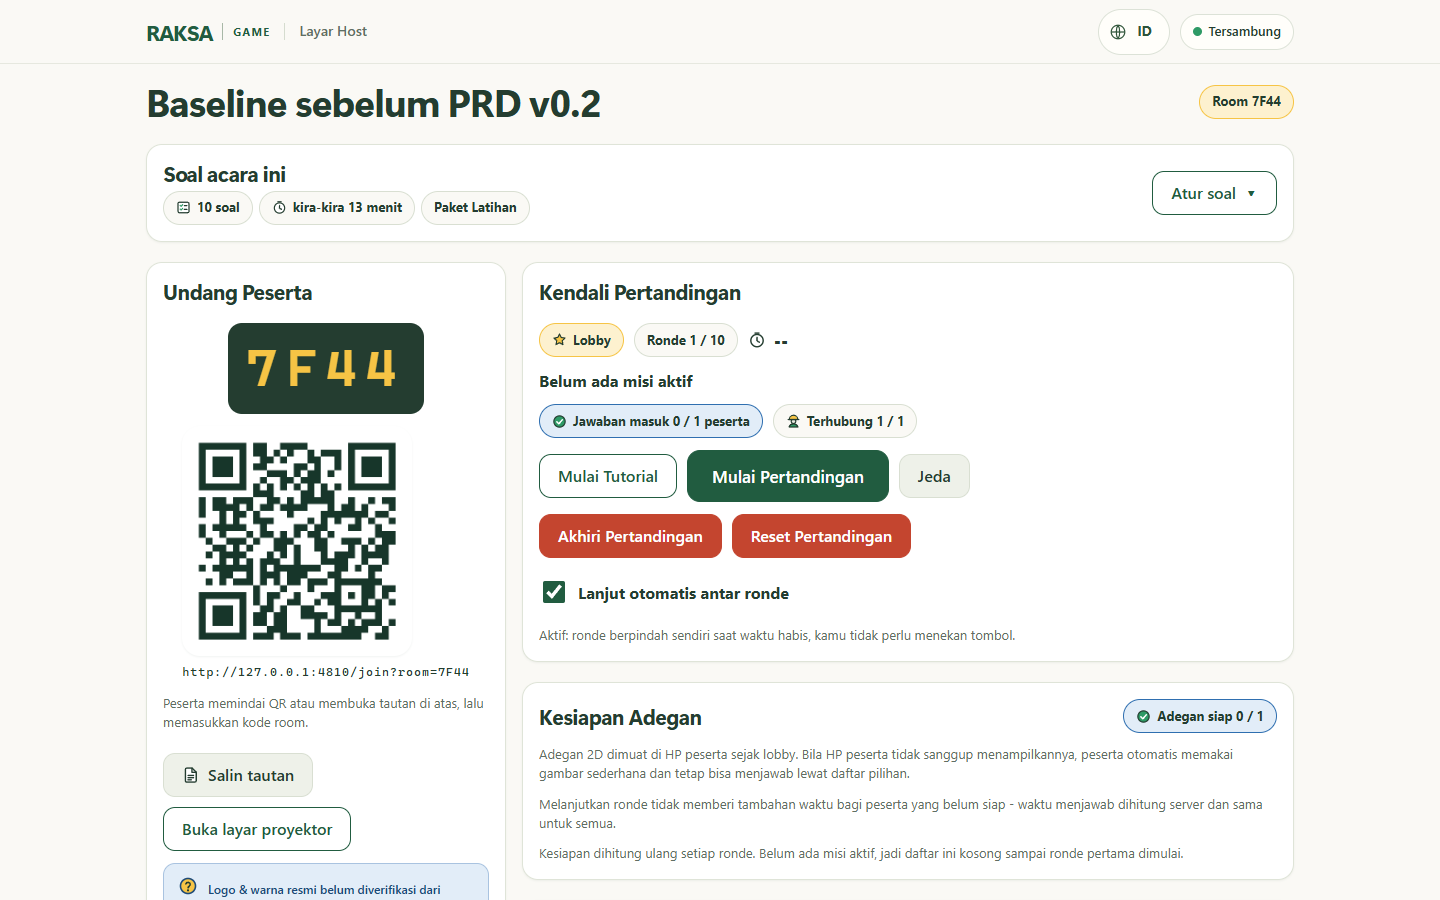 RAKSA GAME Layar Host ID Tersambung
Baseline sebelum PRD v0.2 Room 7F44
Soal acara ini
10 soal kira-kira 13 menit Paket Latihan
Atur soal ▼
Undang Peserta
7F44
http://127.0.0.1:4810/join?room=7F44
Peserta memindai QR atau membuka tautan di atas, lalu
memasukkan kode room.
Salin tautan
Buka layar proyektor
? Logo & warna resmi belum diverifikasi dari
Kendali Pertandingan
Lobby Ronde 1 / 10 --
Belum ada misi aktif
Jawaban masuk 0 / 1 peserta Terhubung 1 / 1
Mulai Tutorial Mulai Pertandingan Jeda
Akhiri Pertandingan Reset Pertandingan
Lanjut otomatis antar ronde
Aktif: ronde berpindah sendiri saat waktu habis, kamu tidak perlu menekan tombol.
Kesiapan Adegan Adegan siap 0 / 1
Adegan 2D dimuat di HP peserta sejak lobby. Bila HP peserta tidak sanggup menampilkannya, peserta otomatis memakai
gambar sederhana dan tetap bisa menjawab lewat daftar pilihan.
Melanjutkan ronde tidak memberi tambahan waktu bagi peserta yang belum siap - waktu menjawab dihitung server dan sama
untuk semua.
Kesiapan dihitung ulang setiap ronde. Belum ada misi aktif, jadi daftar ini kosong sampai ronde pertama dimulai.